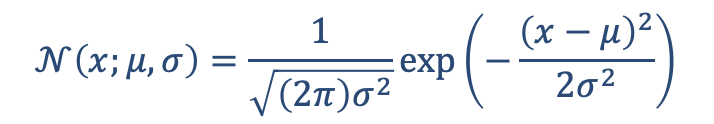 𝒩(x; μ, σ) = 1/√((2π)σ²) exp(−(x − μ)²/2σ²)